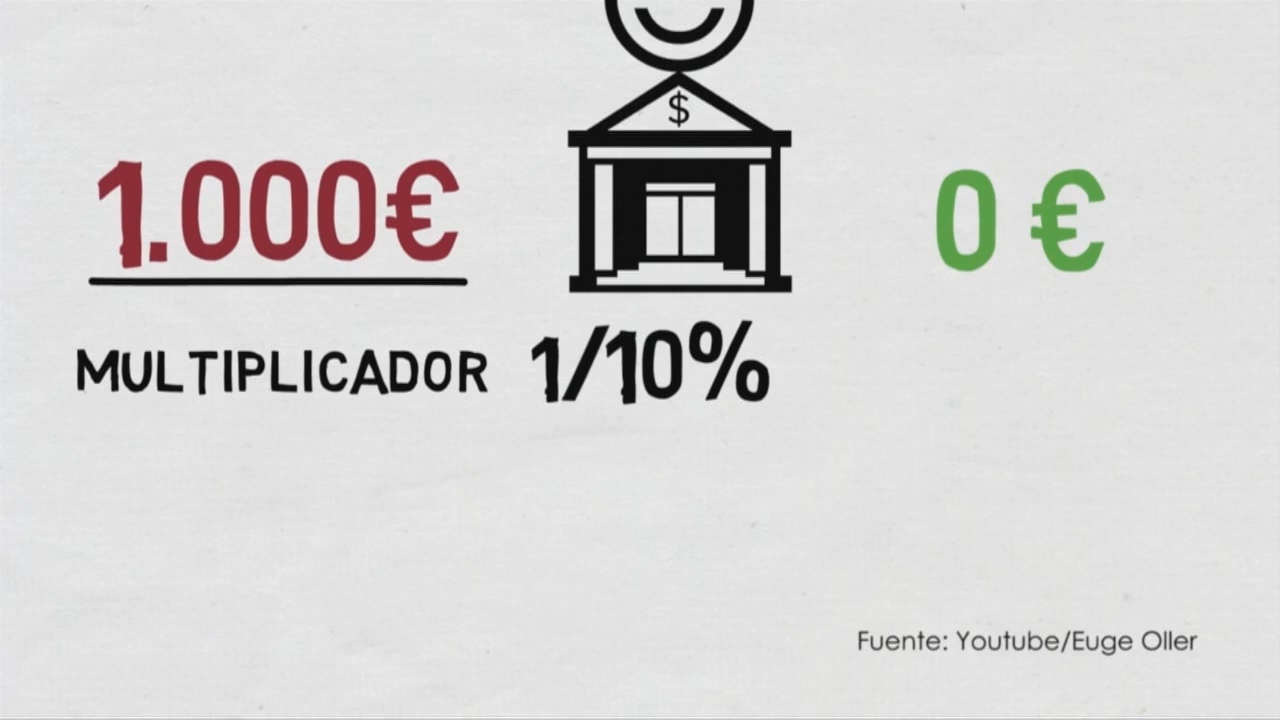 $
1.000€
0 €
MULTIPLICADOR 1/10%
Fuente: Youtube/Euge Oller